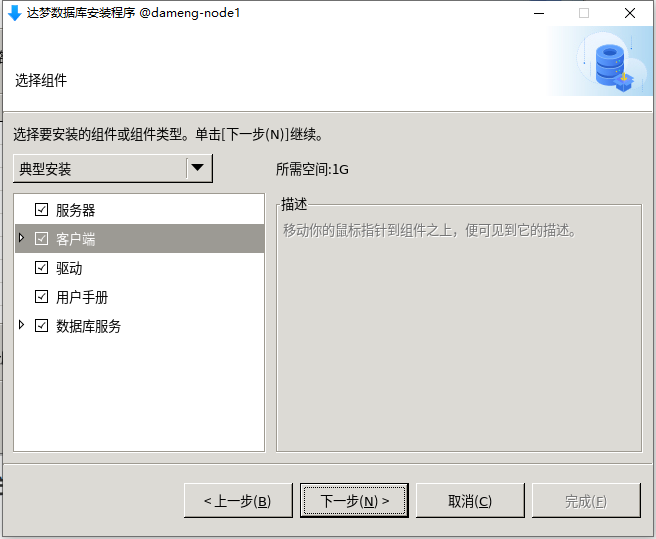 达梦数据库安装程序 @dameng-node1
选择组件
选择要安装的组件或组件类型。单击[下一步(N)]继续。
典型安装
所需空间:1G
服务器
客户端
驱动
用户手册
数据库服务
描述
移动你的鼠标指针到组件之上，便可见到它的描述。
< 上一步(B)
下一步(N) >
取消(C)
完成(F)